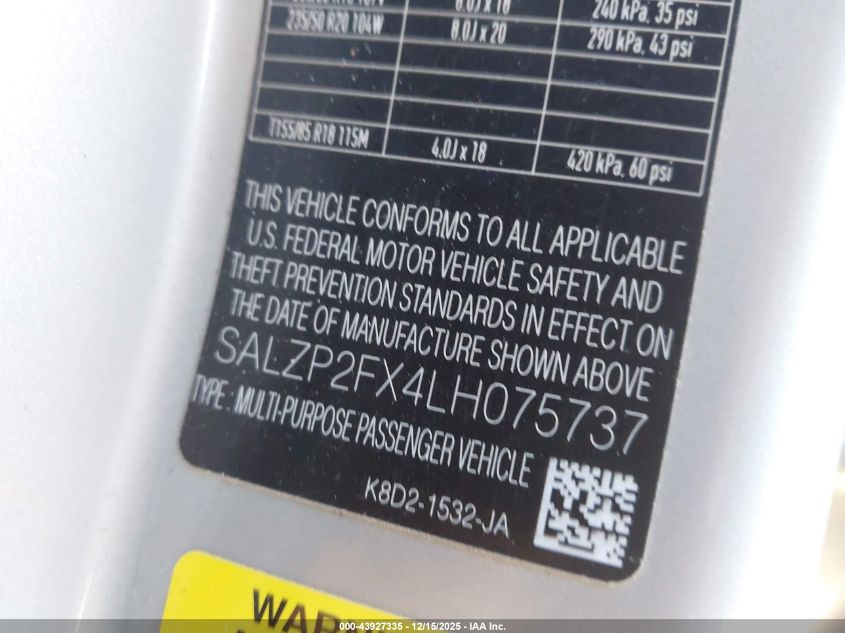 8.0J x 18 240 kPa, 35 psi
235/50 R20 104W 8.0J x 20 290 kPa, 43 psi
T155/85 R18 115M 4.0J x 18 420 kPa, 60 psi
THIS VEHICLE CONFORMS TO ALL APPLICABLE
U.S. FEDERAL MOTOR VEHICLE SAFETY AND
THEFT PREVENTION STANDARDS IN EFFECT ON
THE DATE OF MANUFACTURE SHOWN ABOVE
SALZP2FX4LH075737
TYPE : MULTI-PURPOSE PASSENGER VEHICLE
K8D2-1532-JA
000-43927335 - 12/15/2025 - IAA Inc.